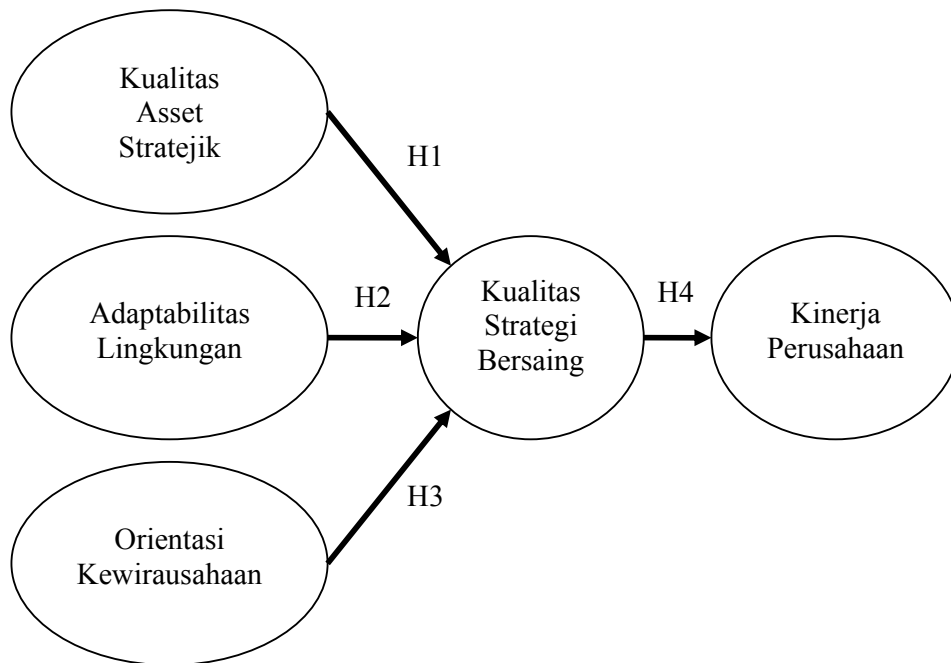 Kualitas
Asset
Stratejik
H1
Adaptabilitas
Lingkungan
H2
Kualitas
Strategi
Bersaing
H4
Kinerja
Perusahaan
H3
Orientasi
Kewirausahaan